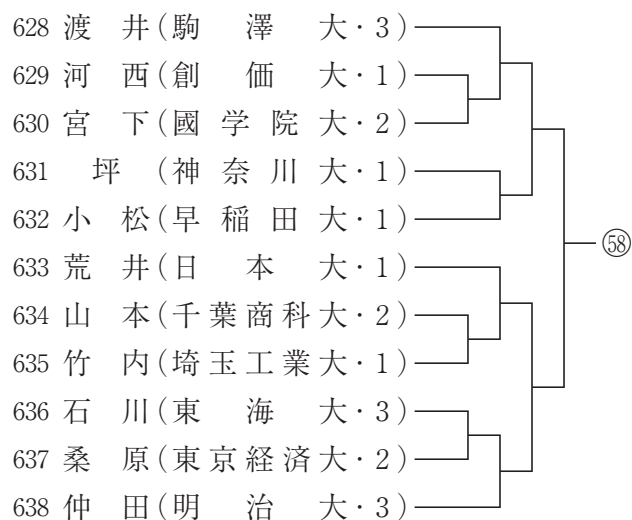 628 渡井(駒澤大・3)
629 河西(創価大・1)
630 宮下(國学院大・2)
631 坪(神奈川大・1)
632 小松(早稲田大・1)
633 荒井(日本大・1)
634 山本(千葉商科大・2)
635 竹内(埼玉工業大・1)
636 石川(東海大・3)
637 桑原(東京経済大・2)
638 仲田(明治大・3)
㊽